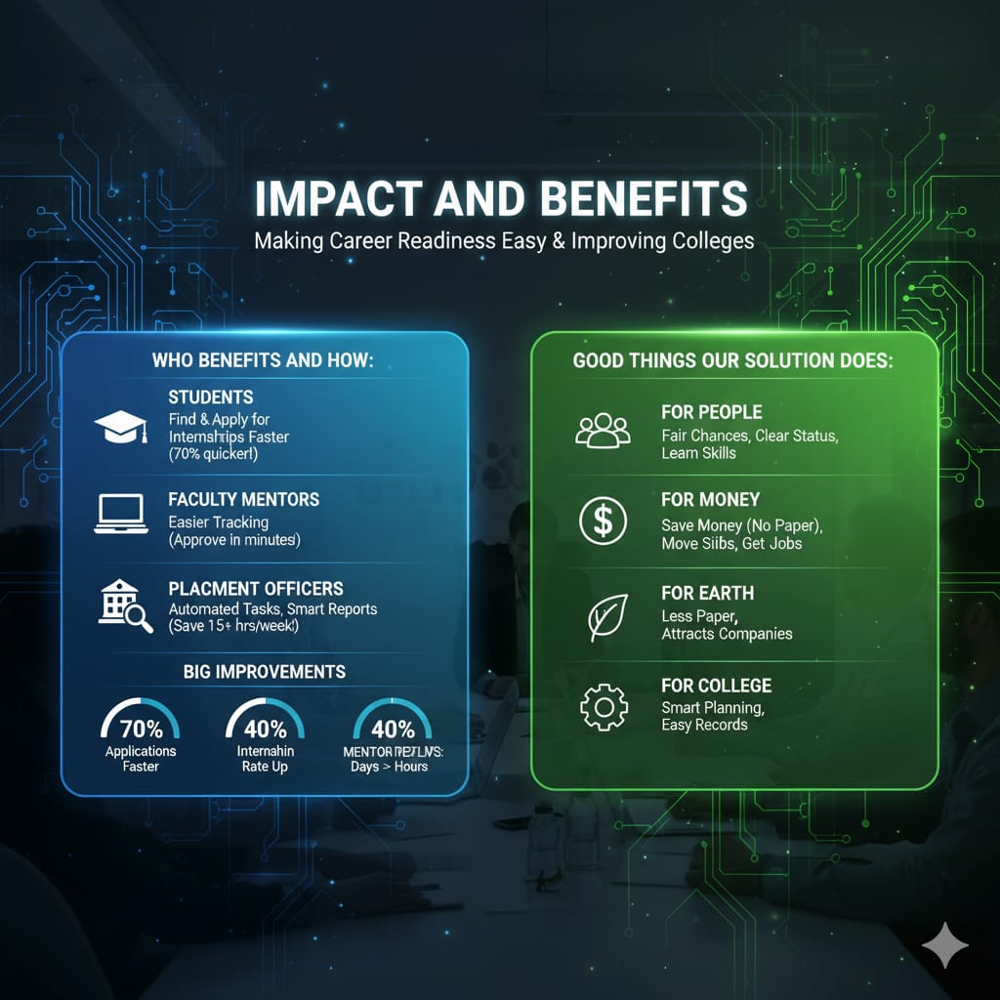 IMPACT AND BENEFITS
Making Career Readiness Easy & Improving Colleges
WHO BENEFITS AND HOW:
STUDENTS
Find & Apply for
Internships Faster
(70% quicker!)
FACULTY MENTORS
Easier Tracking
(Approve in minutes!)
PLACMENT OFFICERS
Automated Tasks, Smart Reports
(Save 15+ hrs/week!)
BIG IMPROVEMENTS
70%
Applications
Faster
40%
Internahin
Rate Up
40%
MENTOR
Days > Hours
GOOD THINGS OUR SOLUTION DOES:
FOR PEOPLE
Fair Chances, Clear Status,
Learn Skills
FOR MONEY
Save Money (No Paper),
Move Siibs, Get Jobs
FOR EARTH
Less Paper,
Attracts Companies
FOR COLLEGE
Smart Planning,
Easy Records